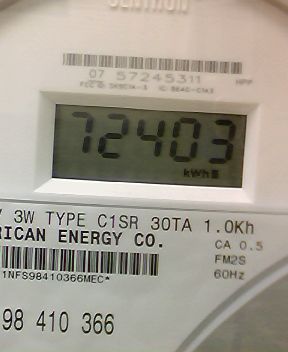 CENTRON
07 57245311
72403
kWh
3W TYPE C1SR 30TA 1.0Kh
RICAN ENERGY CO.
CA 0.5
FM2S
60Hz
1NFS98410366MEC*
98 410 366